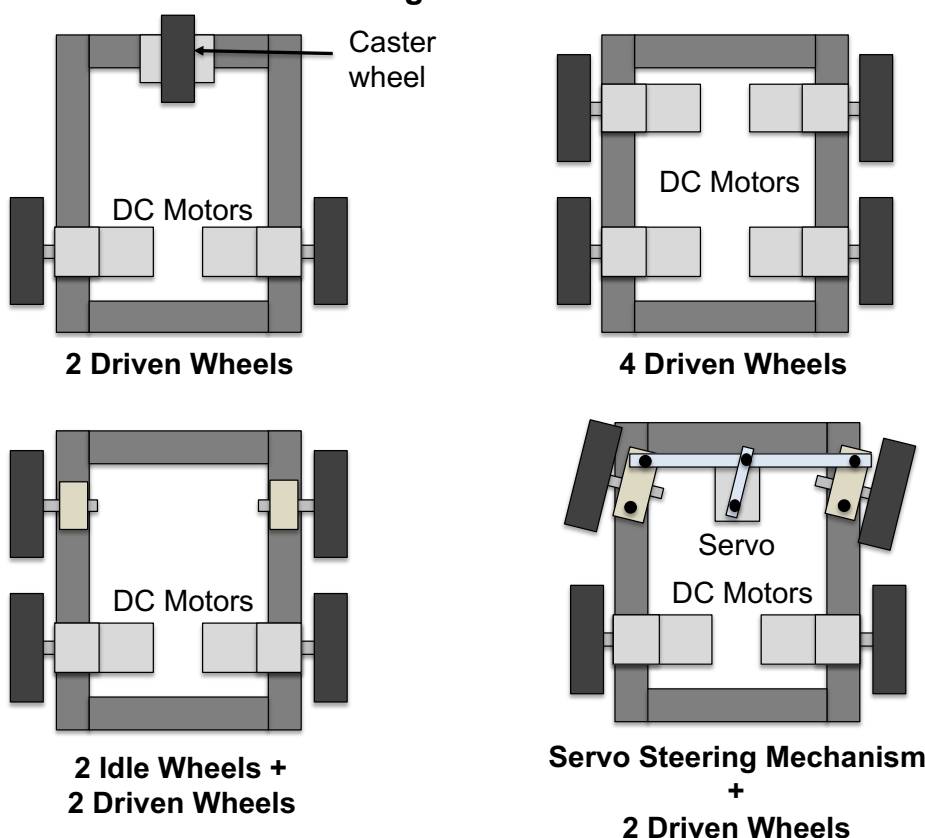 Caster
wheel
DC Motors
2 Driven Wheels
DC Motors
4 Driven Wheels
DC Motors
2 Idle Wheels +
2 Driven Wheels
Servo
DC Motors
Servo Steering Mechanism
+
2 Driven Wheels